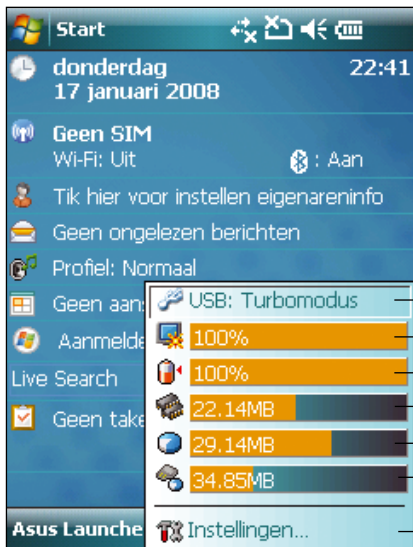 Start
donderdag 22:41
17 januari 2008
Geen SIM
Wi-Fi: Uit : Aan
Tik hier voor instellen eigenareninfo
Geen ongelezen berichten
Profiel: Normaal
Geen aan
USB: Turbomodus
Aanmelde
100%
Live Search
100%
Geen take
22.14MB
29.14MB
34.85MB
Asus Launche
Instellingen...